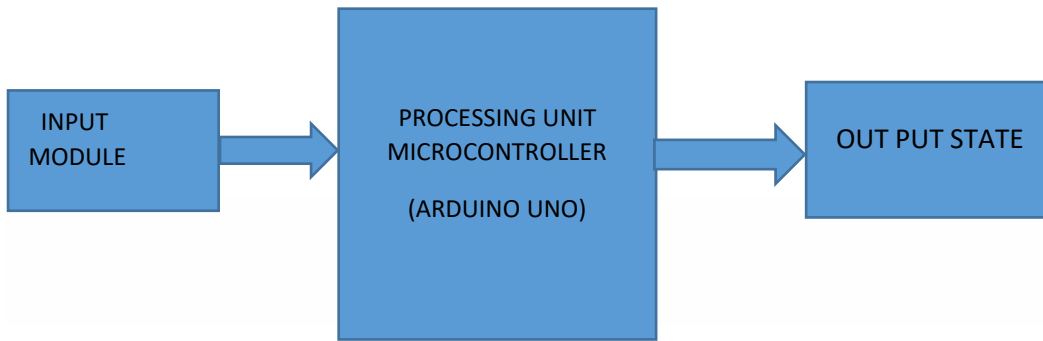 INPUT
MODULE
PROCESSING UNIT
MICROCONTROLLER
(ARDUINO UNO)
OUT PUT STATE